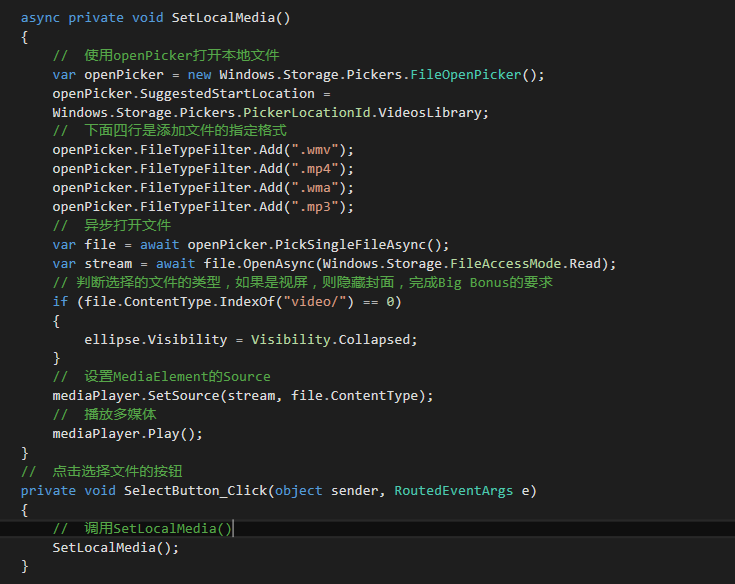 async private void SetLocalMedia()
{
//  使用openPicker打开本地文件
var openPicker = new Windows.Storage.Pickers.FileOpenPicker();
openPicker.SuggestedStartLocation =
Windows.Storage.Pickers.PickerLocationId.VideosLibrary;
//  下面四行是添加文件的指定格式
openPicker.FileTypeFilter.Add(".wmv");
openPicker.FileTypeFilter.Add(".mp4");
openPicker.FileTypeFilter.Add(".wma");
openPicker.FileTypeFilter.Add(".mp3");
//  异步打开文件
var file = await openPicker.PickSingleFileAsync();
var stream = await file.OpenAsync(Windows.Storage.FileAccessMode.Read);
// 判断选择的文件的类型，如果是视屏，则隐藏封面，完成Big Bonus的要求
if (file.ContentType.IndexOf("video/") == 0)
{
ellipse.Visibility = Visibility.Collapsed;
}
//  设置MediaElement的Source
mediaPlayer.SetSource(stream, file.ContentType);
//  播放多媒体
mediaPlayer.Play();
}
//  点击选择文件的按钮
private void SelectButton_Click(object sender, RoutedEventArgs e)
{
//  调用SetLocalMedia()
SetLocalMedia();
}